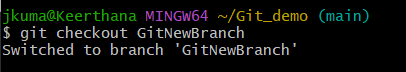 jkuma@Keerthana MINGW64 ~/Git_demo (main)
$ git checkout GitNewBranch
Switched to branch 'GitNewBranch'